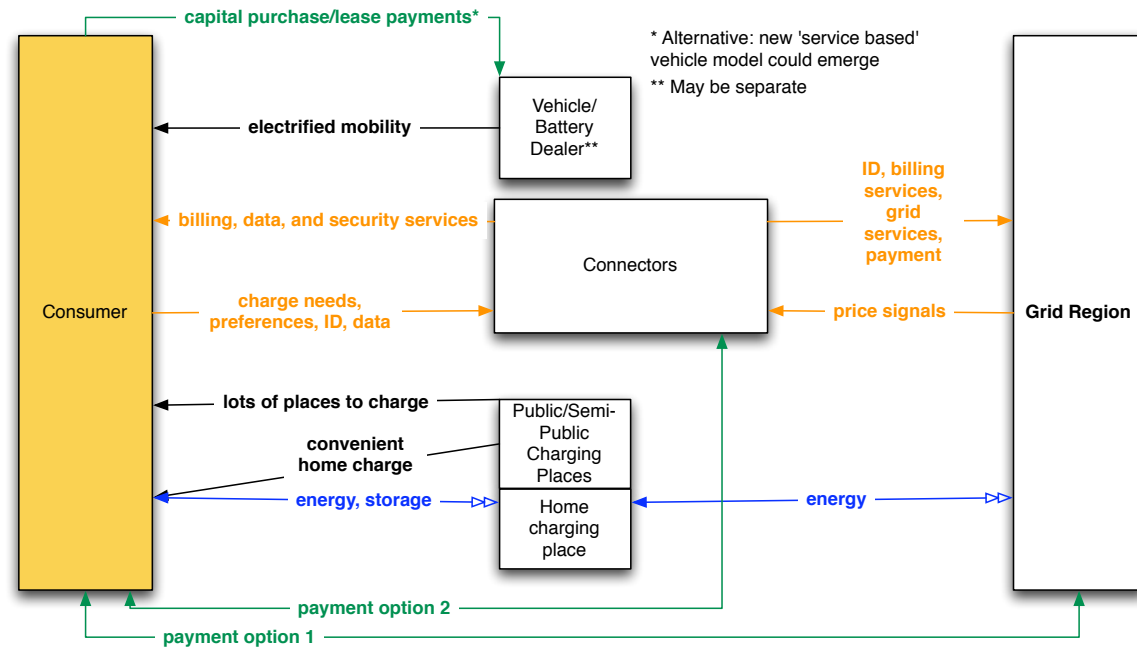 capital purchase/lease payments*
* Alternative: new 'service based'
vehicle model could emerge
** May be separate
Vehicle/
Battery
Dealer**
electrified mobility
ID, billing
services,
grid
services,
payment
billing, data, and security services
Connectors
Consumer
charge needs,
preferences, ID, data
price signals
Grid Region
lots of places to charge
Public/Semi-
Public
Charging
Places
convenient
home charge
energy, storage
Home
charging
place
energy
payment option 2
payment option 1